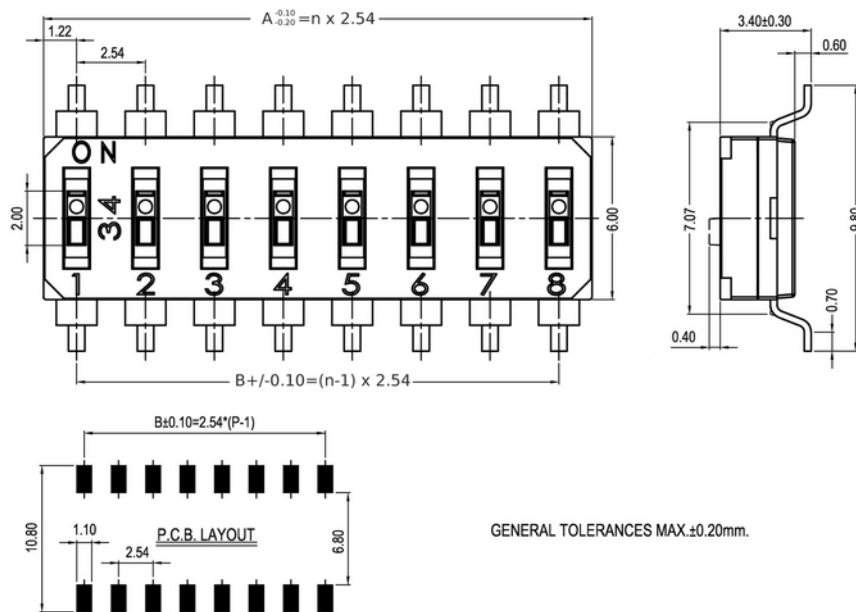 A -0.10 -0.20 = n x 2.54
1.22
2.54
3.40±0.30
0.60
ON
34
2.00
6.00
7.07
9.80
1 2 3 4 5 6 7 8
0.70
0.40
B+/-0.10=(n-1) x 2.54
B±0.10=2.54*(P-1)
10.80
1.10
P.C.B. LAYOUT
2.54
6.80
GENERAL TOLERANCES MAX.±0.20mm.